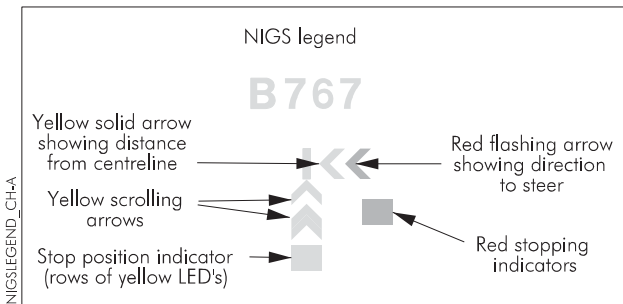 NIGS legend
B767
Yellow solid arrow
showing distance
from centreline
Red flashing arrow
showing direction
to steer
Yellow scrolling
arrows
Stop position indicator
(rows of yellow LED's)
Red stopping
indicators
NIGSLEGEND_CH-A